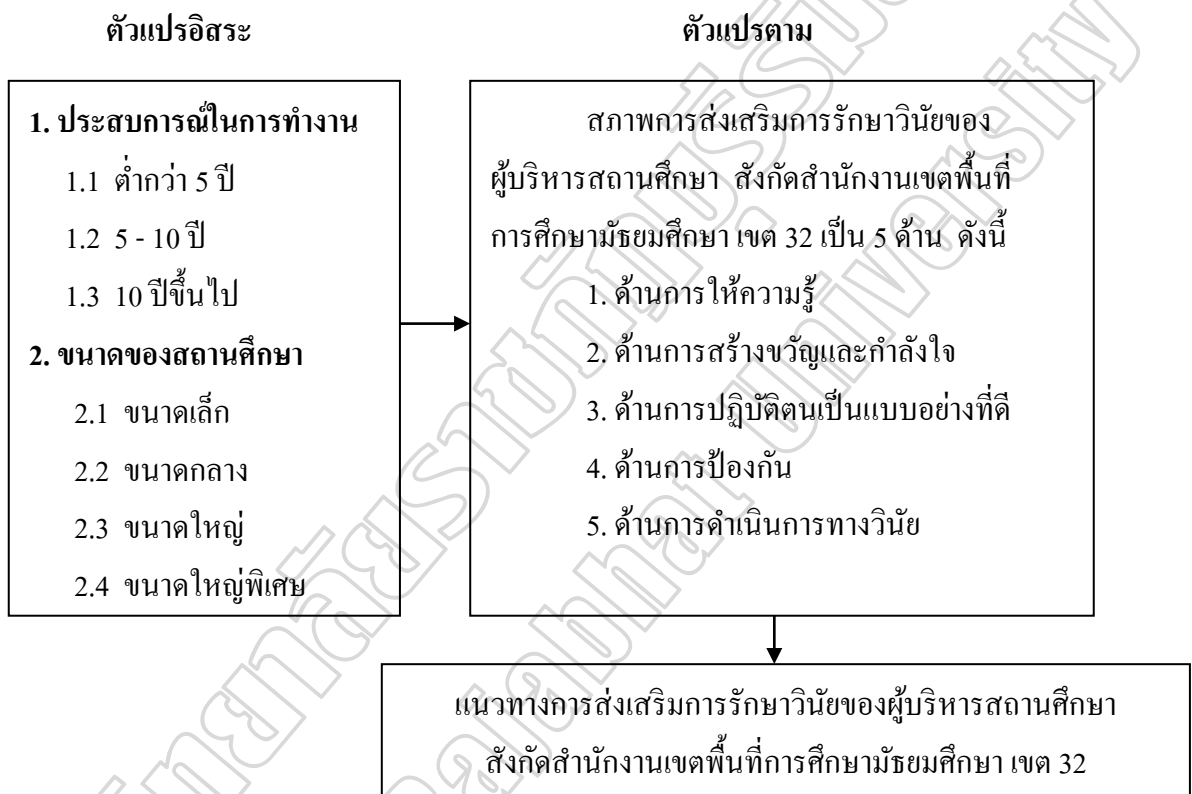 ตัวแปรอิสระ
ตัวแปรตาม
1. ประสบการณ์ในการทำงาน
1.1 ต่ำกว่า 5 ปี
1.2 5 - 10 ปี
1.3 10 ปีขึ้นไป
2. ขนาดของสถานศึกษา
2.1 ขนาดเล็ก
2.2 ขนาดกลาง
2.3 ขนาดใหญ่
2.4 ขนาดใหญ่พิเศษ
สภาพการส่งเสริมการรักษาวินัยของ
ผู้บริหารสถานศึกษา สังกัดสำนักงานเขตพื้นที่
การศึกษามัธยมศึกษา เขต 32 เป็น 5 ด้าน ดังนี้
1. ด้านการให้ความรู้
2. ด้านการสร้างขวัญและกำลังใจ
3. ด้านการปฏิบัติตนเป็นแบบอย่างที่ดี
4. ด้านการป้องกัน
5. ด้านการดำเนินการทางวินัย
แนวทางการส่งเสริมการรักษาวินัยของผู้บริหารสถานศึกษา
สังกัดสำนักงานเขตพื้นที่การศึกษามัธยมศึกษา เขต 32